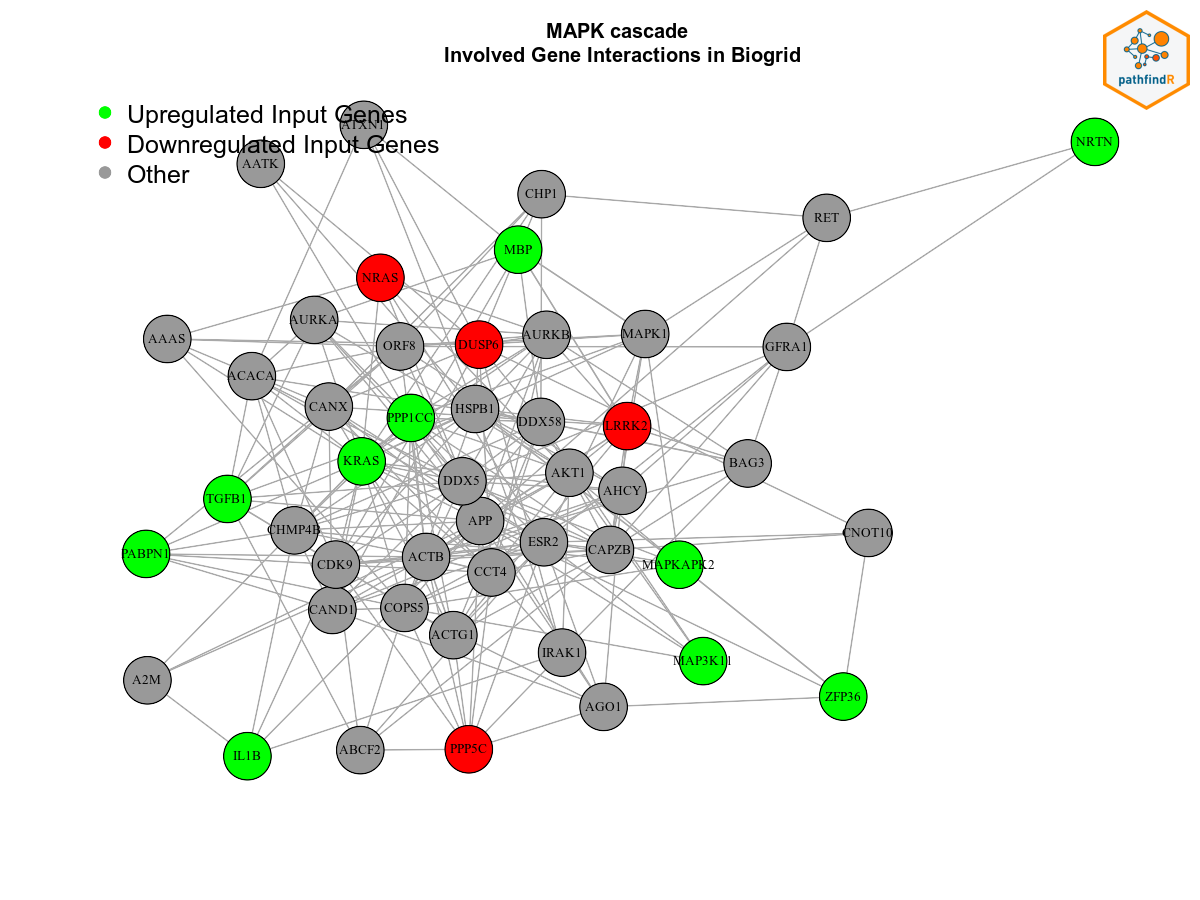 MAPK cascade
Involved Gene Interactions in Biogrid
pathfindR
Upregulated Input Genes
Downregulated Input Genes
Other
ATXN1
NRTN
AATK
CHP1
RET
MBP
NRAS
AURKA
AURKB
MAPK1
AAAS
ORF8
DUSP6
GFRA1
ACACA
CANX
PPP1CC
HSPB1
DDX58
LRRK2
KRAS
BAG3
DDX5
AKT1
AHCY
TGFB1
CHMP4B
APP
ESR2
CNOT10
PABPN1
CDK9
ACTB
CCT4
CAPZB
MAPKAPK2
CAND1
COPS5
ACTG1
IRAK1
MAP3K11
A2M
AGO1
ZFP36
IL1B
ABCF2
PPP5C